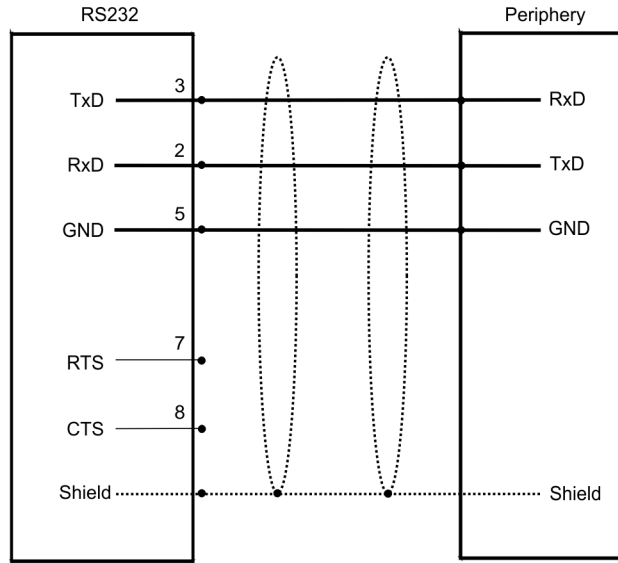 RS232 Periphery
TxD 3 RxD
RxD 2 TxD
GND 5 GND
RTS 7
CTS 8
Shield Shield